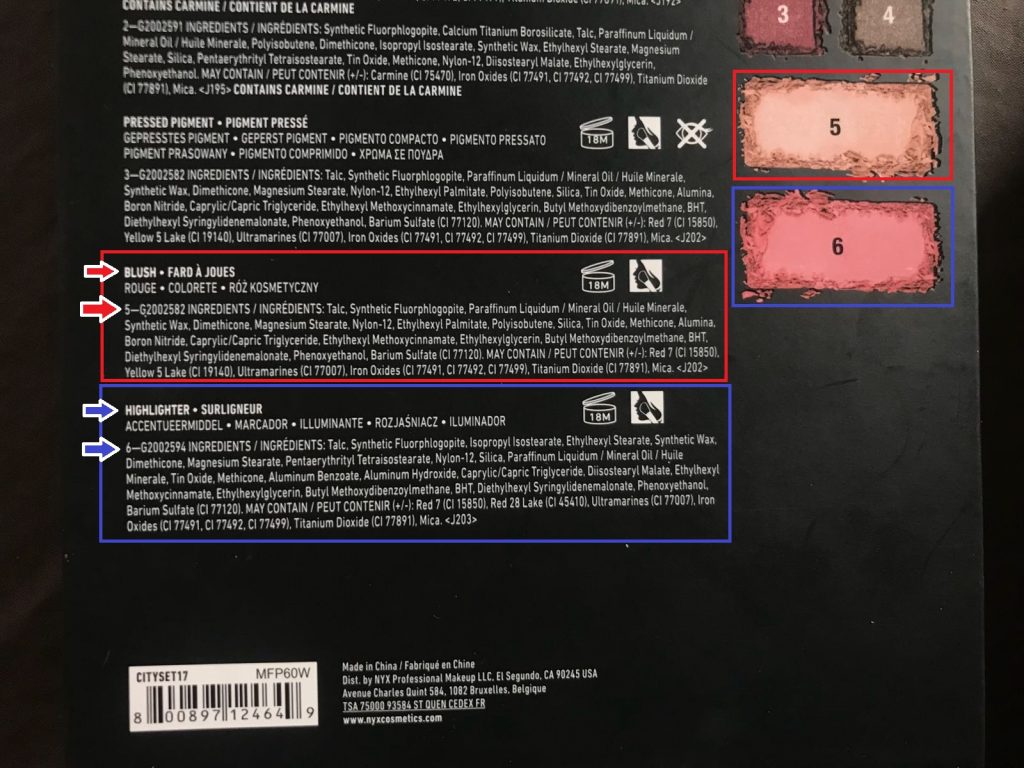 CONTAINS CARMINE / CONTIENT DE LA CARMINE
2—G2002591 INGREDIENTS / INGRÉDIENTS: Synthetic Fluorphlogopite, Calcium Titanium Borosilicate, Talc, Paraffinum Liquidum /
Mineral Oil / Huile Minerale, Polyisobutene, Dimethicone, Isopropyl Isostearate, Synthetic Wax, Ethylhexyl Stearate, Magnesium
Stearate, Silica, Pentaerythrityl Tetraisostearate, Tin Oxide, Methicone, Nylon-12, Diisostearyl Malate, Ethylhexylglycerin,
Phenoxyethanol. MAY CONTAIN / PEUT CONTENIR (+/-): Carmine (CI 75470), Iron Oxides (CI 77491, CI 77492, CI 77499), Titanium Dioxide
(CI 77891), Mica. <J195> CONTAINS CARMINE / CONTIENT DE LA CARMINE
3
4
PRESSED PIGMENT • PIGMENT PRESSÉ
GEPRESSTES PIGMENT • GEPERST PIGMENT • PIGMENTO COMPACTO • PIGMENTO PRESSATO
PIGMENT PRASOWANY • PIGMENTO COMPRIMIDO • ΧΡΩΜΑ ΣΕ ΠΟΥΔΡΑ
18M
3—G2002582 INGREDIENTS / INGRÉDIENTS: Talc, Synthetic Fluorphlogopite, Paraffinum Liquidum / Mineral Oil / Huile Minerale,
Synthetic Wax, Dimethicone, Magnesium Stearate, Nylon-12, Ethylhexyl Palmitate, Polyisobutene, Silica, Tin Oxide, Methicone, Alumina,
Boron Nitride, Caprylic/Capric Triglyceride, Ethylhexyl Methoxycinnamate, Ethylhexylglycerin, Butyl Methoxydibenzoylmethane, BHT,
Diethylhexyl Syringylidenemalonate, Phenoxyethanol, Barium Sulfate (CI 77120). MAY CONTAIN / PEUT CONTENIR (+/-): Red 7 (CI 15850),
Yellow 5 Lake (CI 19140), Ultramarines (CI 77007), Iron Oxides (CI 77491, CI 77492, CI 77499), Titanium Dioxide (CI 77891), Mica. <J202>
5
6
BLUSH • FARD À JOUES
ROUGE • COLORETE • RÓŻ KOSMETYCZNY
18M
5—G2002582 INGREDIENTS / INGRÉDIENTS: Talc, Synthetic Fluorphlogopite, Paraffinum Liquidum / Mineral Oil / Huile Minerale,
Synthetic Wax, Dimethicone, Magnesium Stearate, Nylon-12, Ethylhexyl Palmitate, Polyisobutene, Silica, Tin Oxide, Methicone, Alumina,
Boron Nitride, Caprylic/Capric Triglyceride, Ethylhexyl Methoxycinnamate, Ethylhexylglycerin, Butyl Methoxydibenzoylmethane, BHT,
Diethylhexyl Syringylidenemalonate, Phenoxyethanol, Barium Sulfate (CI 77120). MAY CONTAIN / PEUT CONTENIR (+/-): Red 7 (CI 15850),
Yellow 5 Lake (CI 19140), Ultramarines (CI 77007), Iron Oxides (CI 77491, CI 77492, CI 77499), Titanium Dioxide (CI 77891), Mica. <J202>
HIGHLIGHTER • SURLIGNEUR
ACCENTUEERMIDDEL • MARCADOR • ILLUMINANTE • ROZJAŚNIACZ • ILUMINADOR
18M
6—G2002594 INGREDIENTS / INGRÉDIENTS: Talc, Synthetic Fluorphlogopite, Isopropyl Isostearate, Ethylhexyl Stearate, Synthetic Wax,
Dimethicone, Magnesium Stearate, Pentaerythrityl Tetraisostearate, Nylon-12, Silica, Paraffinum Liquidum / Mineral Oil / Huile
Minerale, Tin Oxide, Methicone, Aluminum Benzoate, Aluminum Hydroxide, Caprylic/Capric Triglyceride, Diisostearyl Malate, Ethylhexyl
Methoxycinnamate, Ethylhexylglycerin, Butyl Methoxydibenzoylmethane, BHT, Diethylhexyl Syringylidenemalonate, Phenoxyethanol,
Barium Sulfate (CI 77120). MAY CONTAIN / PEUT CONTENIR (+/-): Red 7 (CI 15850), Red 28 Lake (CI 45410), Ultramarines (CI 77007), Iron
Oxides (CI 77491, CI 77492, CI 77499), Titanium Dioxide (CI 77891), Mica. <J203>
CITYSET17 MFP60W
8 00897 12464 9
Made in China / Fabriqué en Chine
Dist. by NYX Professional Makeup LLC, El Segundo, CA 90245 USA
Avenue Charles Quint 584, 1082 Bruxelles, Belgique
TSA 75000 93584 ST QUEN CEDEX FR
www.nyxcosmetics.com